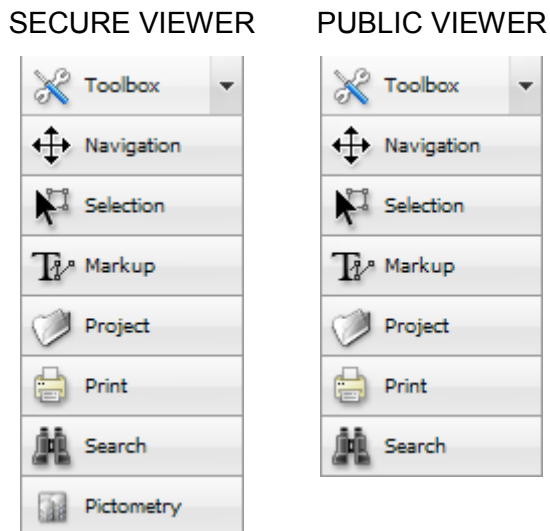 SECURE VIEWER
Toolbox
Navigation
Selection
Markup
Project
Print
Search
Pictometry
PUBLIC VIEWER
Toolbox
Navigation
Selection
Markup
Project
Print
Search